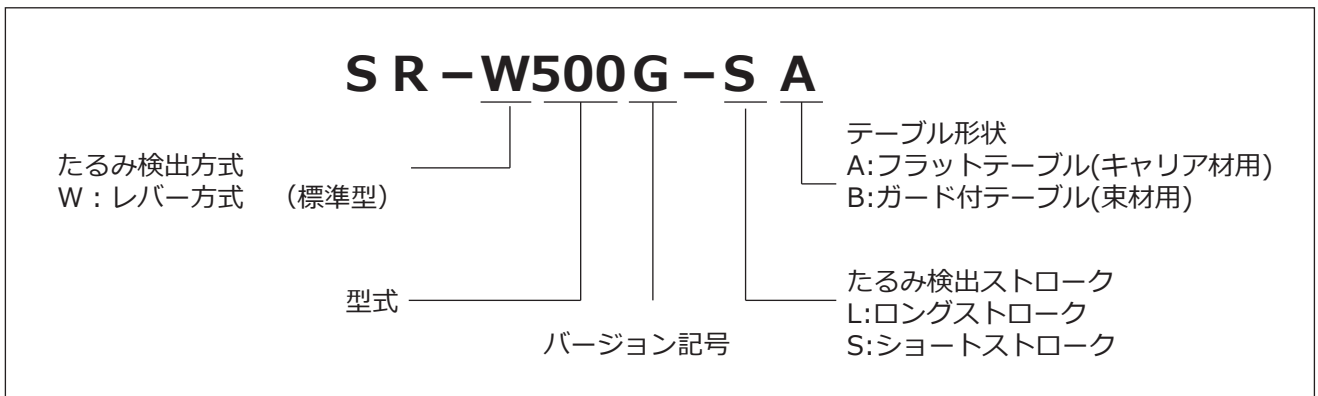 SR-W500G-SA
たるみ検出方式
W：レバー方式　（標準型）
型式
バージョン記号
テーブル形状
A:フラットテーブル(キャリア材用)
B:ガード付テーブル(束材用)
たるみ検出ストローク
L:ロングストローク
S:ショートストローク